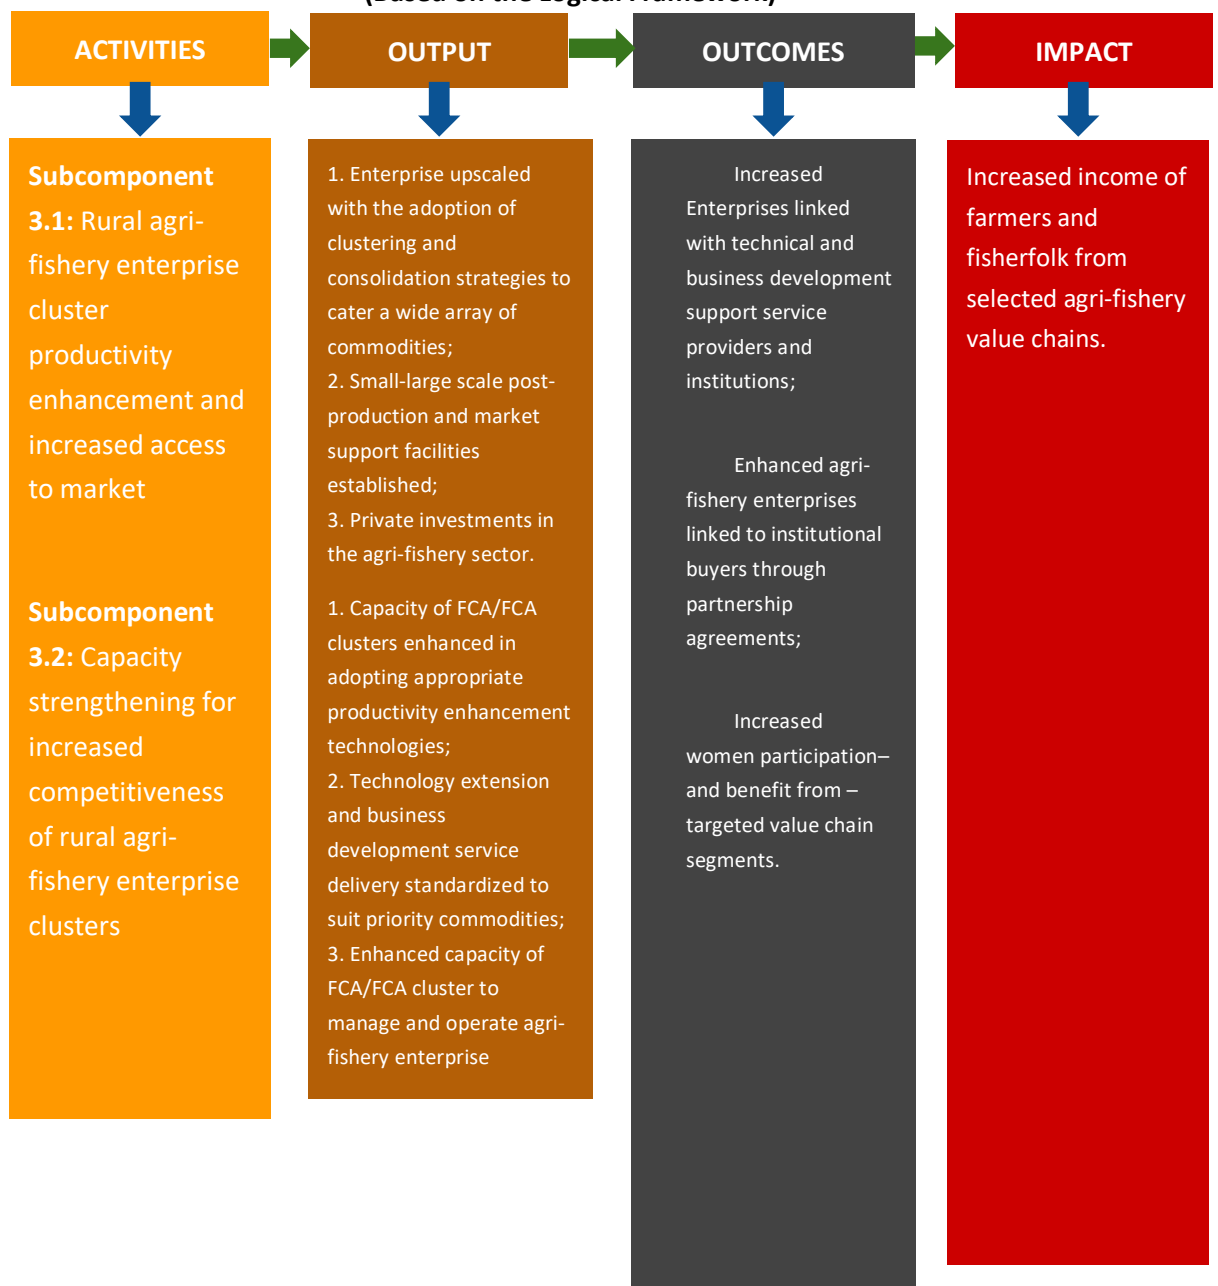 (Based on the Logical Framework)
ACTIVITIES
OUTPUT
OUTCOMES
IMPACT
Subcomponent
3.1: Rural agri-
fishery enterprise
cluster
productivity
enhancement and
increased access
to market
Subcomponent
3.2: Capacity
strengthening for
increased
competitiveness
of rural agri-
fishery enterprise
clusters
1. Enterprise upscaled
with the adoption of
clustering and
consolidation strategies to
cater a wide array of
commodities;
2. Small-large scale post-
production and market
support facilities
established;
3. Private investments in
the agri-fishery sector.
1. Capacity of FCA/FCA
clusters enhanced in
adopting appropriate
productivity enhancement
technologies;
2. Technology extension
and business
development service
delivery standardized to
suit priority commodities;
3. Enhanced capacity of
FCA/FCA cluster to
manage and operate agri-
fishery enterprise
Increased
Enterprises linked
with technical and
business development
support service
providers and
institutions;
Enhanced agri-
fishery enterprises
linked to institutional
buyers through
partnership
agreements;
Increased
women participation–
and benefit from –
targeted value chain
segments.
Increased income of
farmers and
fisherfolk from
selected agri-fishery
value chains.